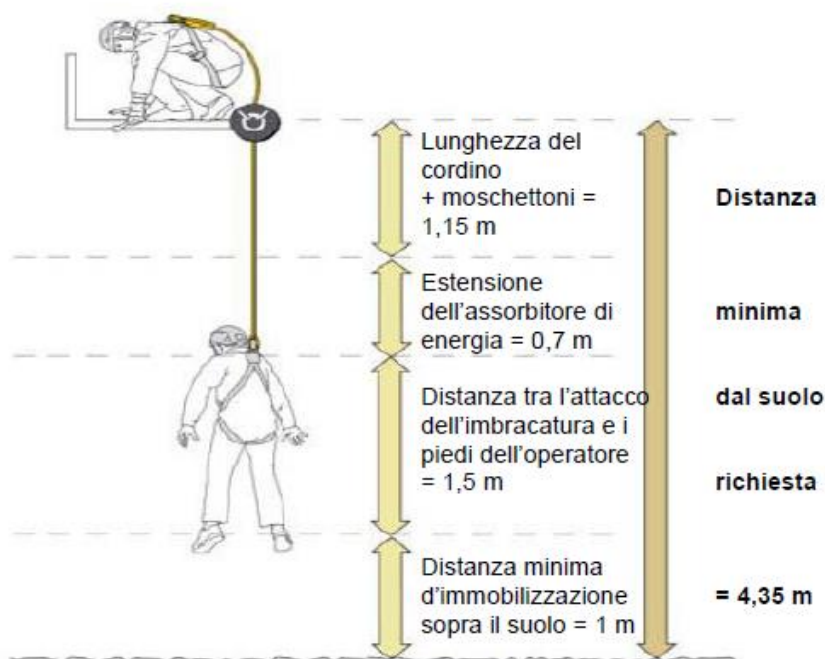 Lunghezza del
cordino
+ moschettoni =
1,15 m
Estensione
dell'assorbitore di
energia = 0,7 m
Distanza tra l'attacco
dell'imbracatura e i
piedi dell'operatore
= 1,5 m
Distanza minima
d'immobilizzazione
sopra il suolo = 1 m
Distanza
minima
dal suolo
richiesta
= 4,35 m